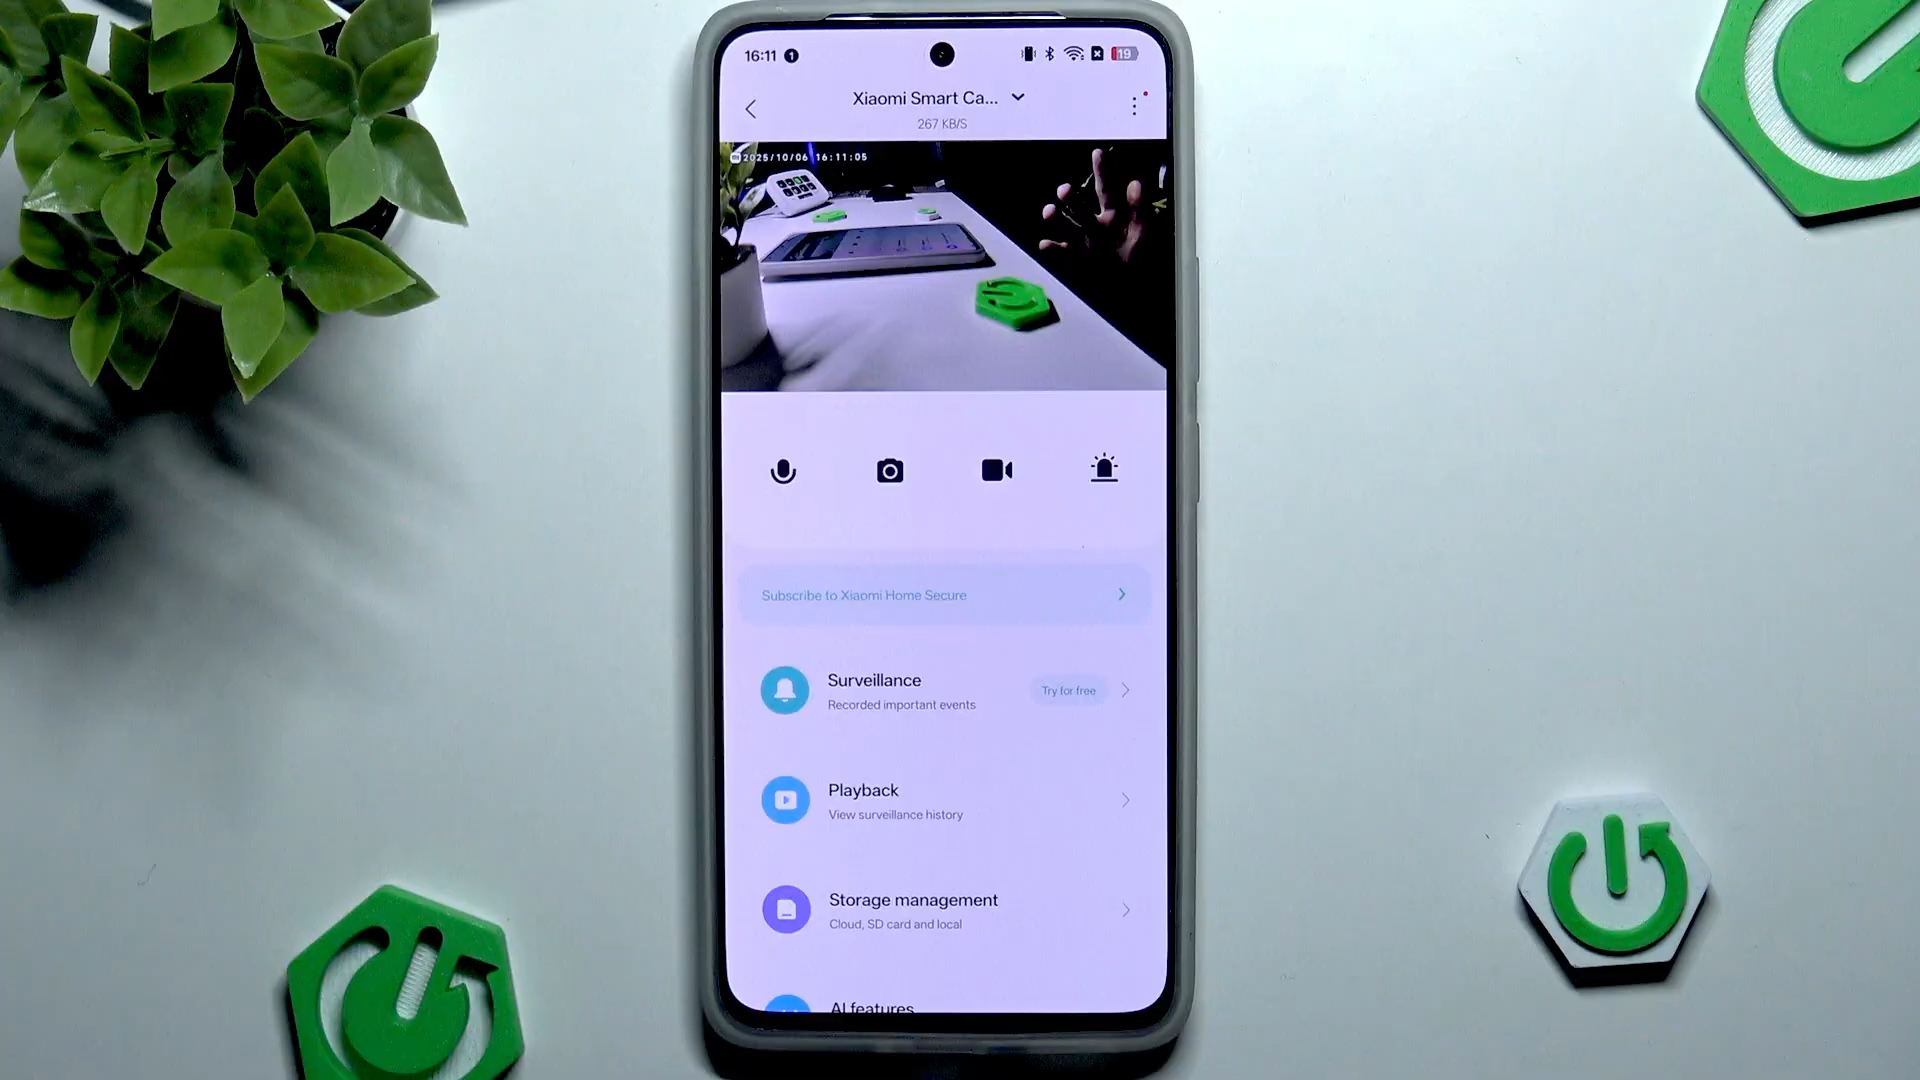 16:11 1
19
Xiaomi Smart Ca...
267 KB/S
2025/10/06 16:11:05
Subscribe to Xiaomi Home Secure
Surveillance
Recorded important events
Try for free
Playback
View surveillance history
Storage management
Cloud, SD card and local
AI features